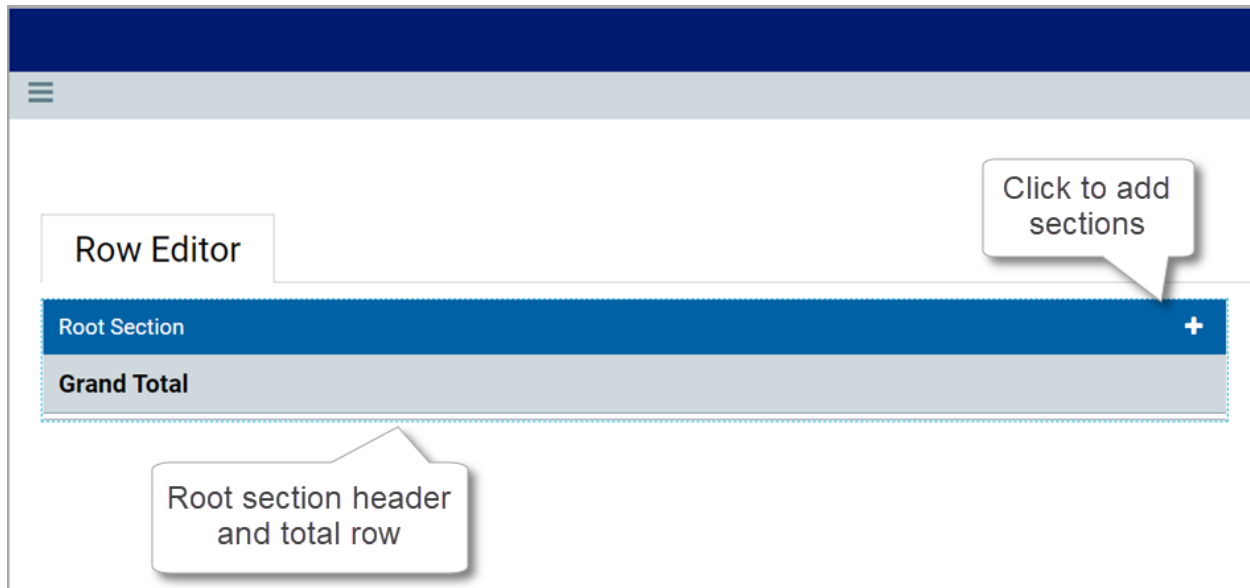 Click to add
sections
Row Editor
Root Section
Grand Total
Root section header
and total row